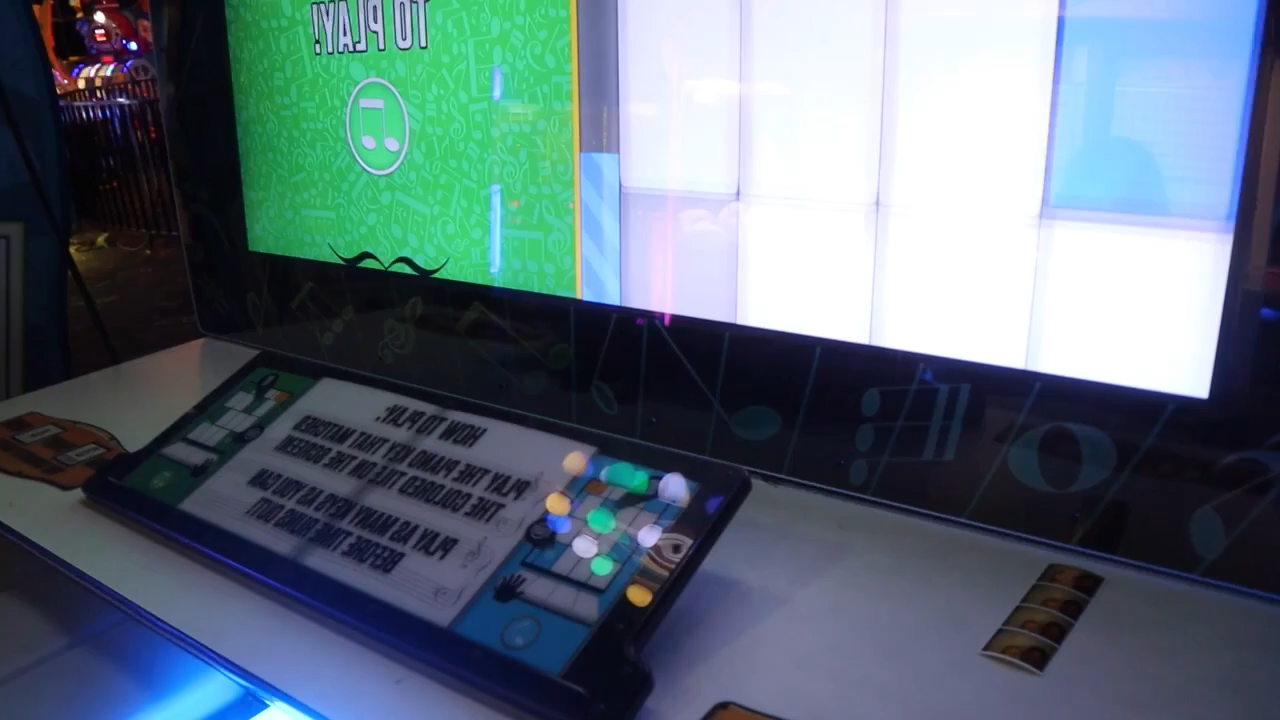 TO PLAY!
HOW TO PLAY:
PLAY THE PIANO KEY THAT MATCHES
THE COLORED TILE ON THE SCREEN
PLAY AS MANY KEYS AS YOU CAN
BEFORE TIME RUNS OUT!